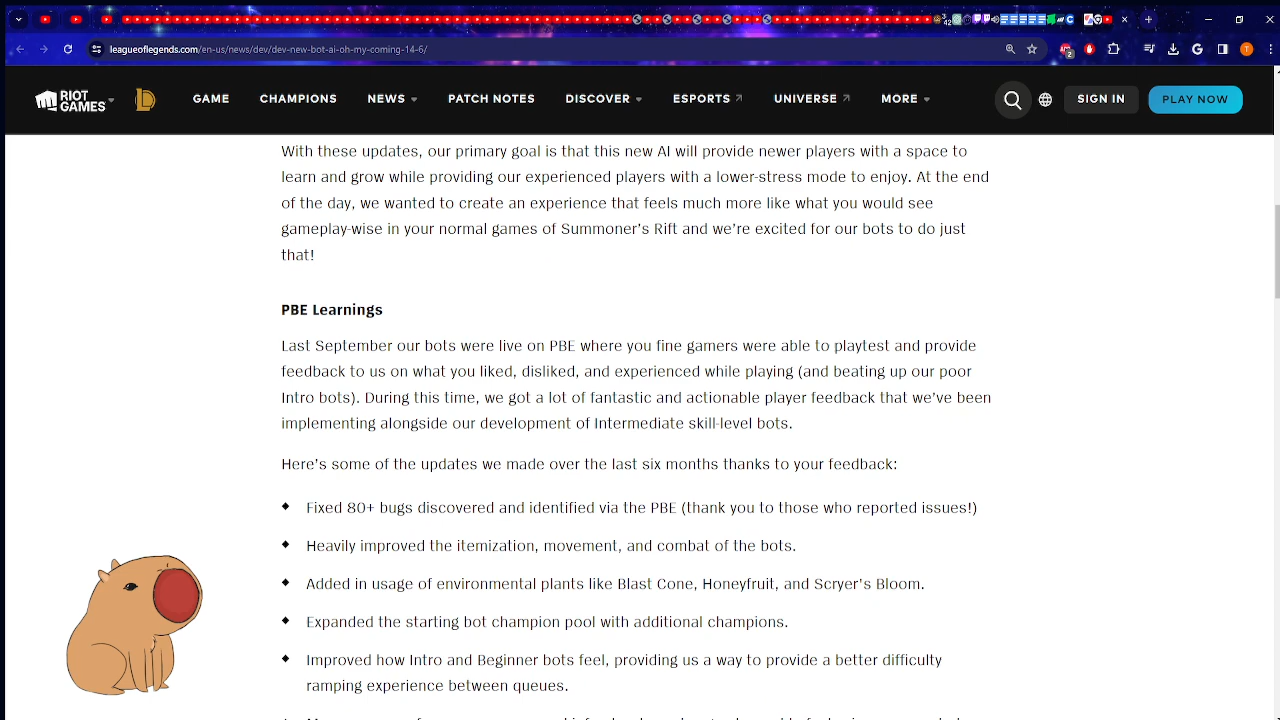 leagueoflegends.com/en-us/news/dev/dev-new-bot-ai-oh-my-coming-14-6/
RIOT GAMES GAME CHAMPIONS NEWS PATCH NOTES DISCOVER ESPORTS UNIVERSE MORE SIGN IN PLAY NOW
With these updates, our primary goal is that this new AI will provide newer players with a space to
learn and grow while providing our experienced players with a lower-stress mode to enjoy. At the end
of the day, we wanted to create an experience that feels much more like what you would see
gameplay-wise in your normal games of Summoner's Rift and we're excited for our bots to do just
that!
PBE Learnings
Last September our bots were live on PBE where you fine gamers were able to playtest and provide
feedback to us on what you liked, disliked, and experienced while playing (and beating up our poor
Intro bots). During this time, we got a lot of fantastic and actionable player feedback that we've been
implementing alongside our development of Intermediate skill-level bots.
Here's some of the updates we made over the last six months thanks to your feedback:
Fixed 80+ bugs discovered and identified via the PBE (thank you to those who reported issues!)
Heavily improved the itemization, movement, and combat of the bots.
Added in usage of environmental plants like Blast Cone, Honeyfruit, and Scryer's Bloom.
Expanded the starting bot champion pool with additional champions.
Improved how Intro and Beginner bots feel, providing us a way to provide a better difficulty
ramping experience between queues.